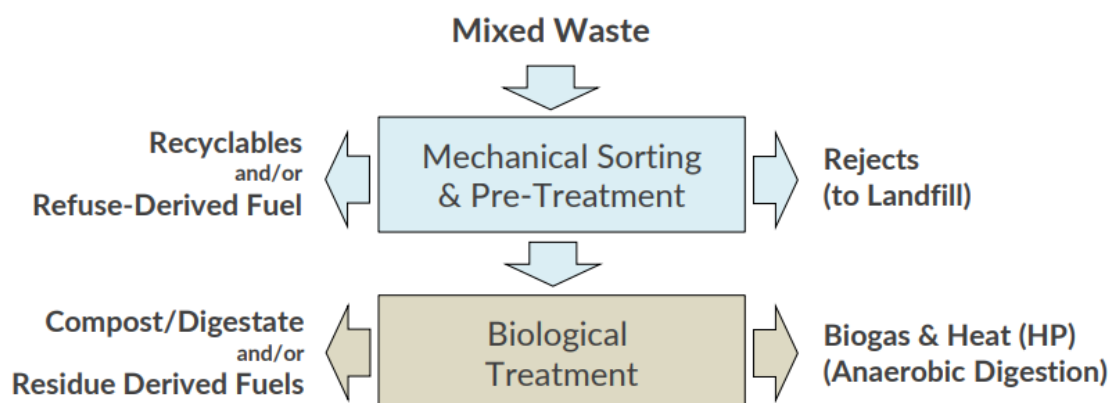 Mixed Waste
Recyclables
and/or
Refuse-Derived Fuel
Mechanical Sorting
& Pre-Treatment
Rejects
(to Landfill)
Compost/Digestate
and/or
Residue Derived Fuels
Biological
Treatment
Biogas & Heat (HP)
(Anaerobic Digestion)